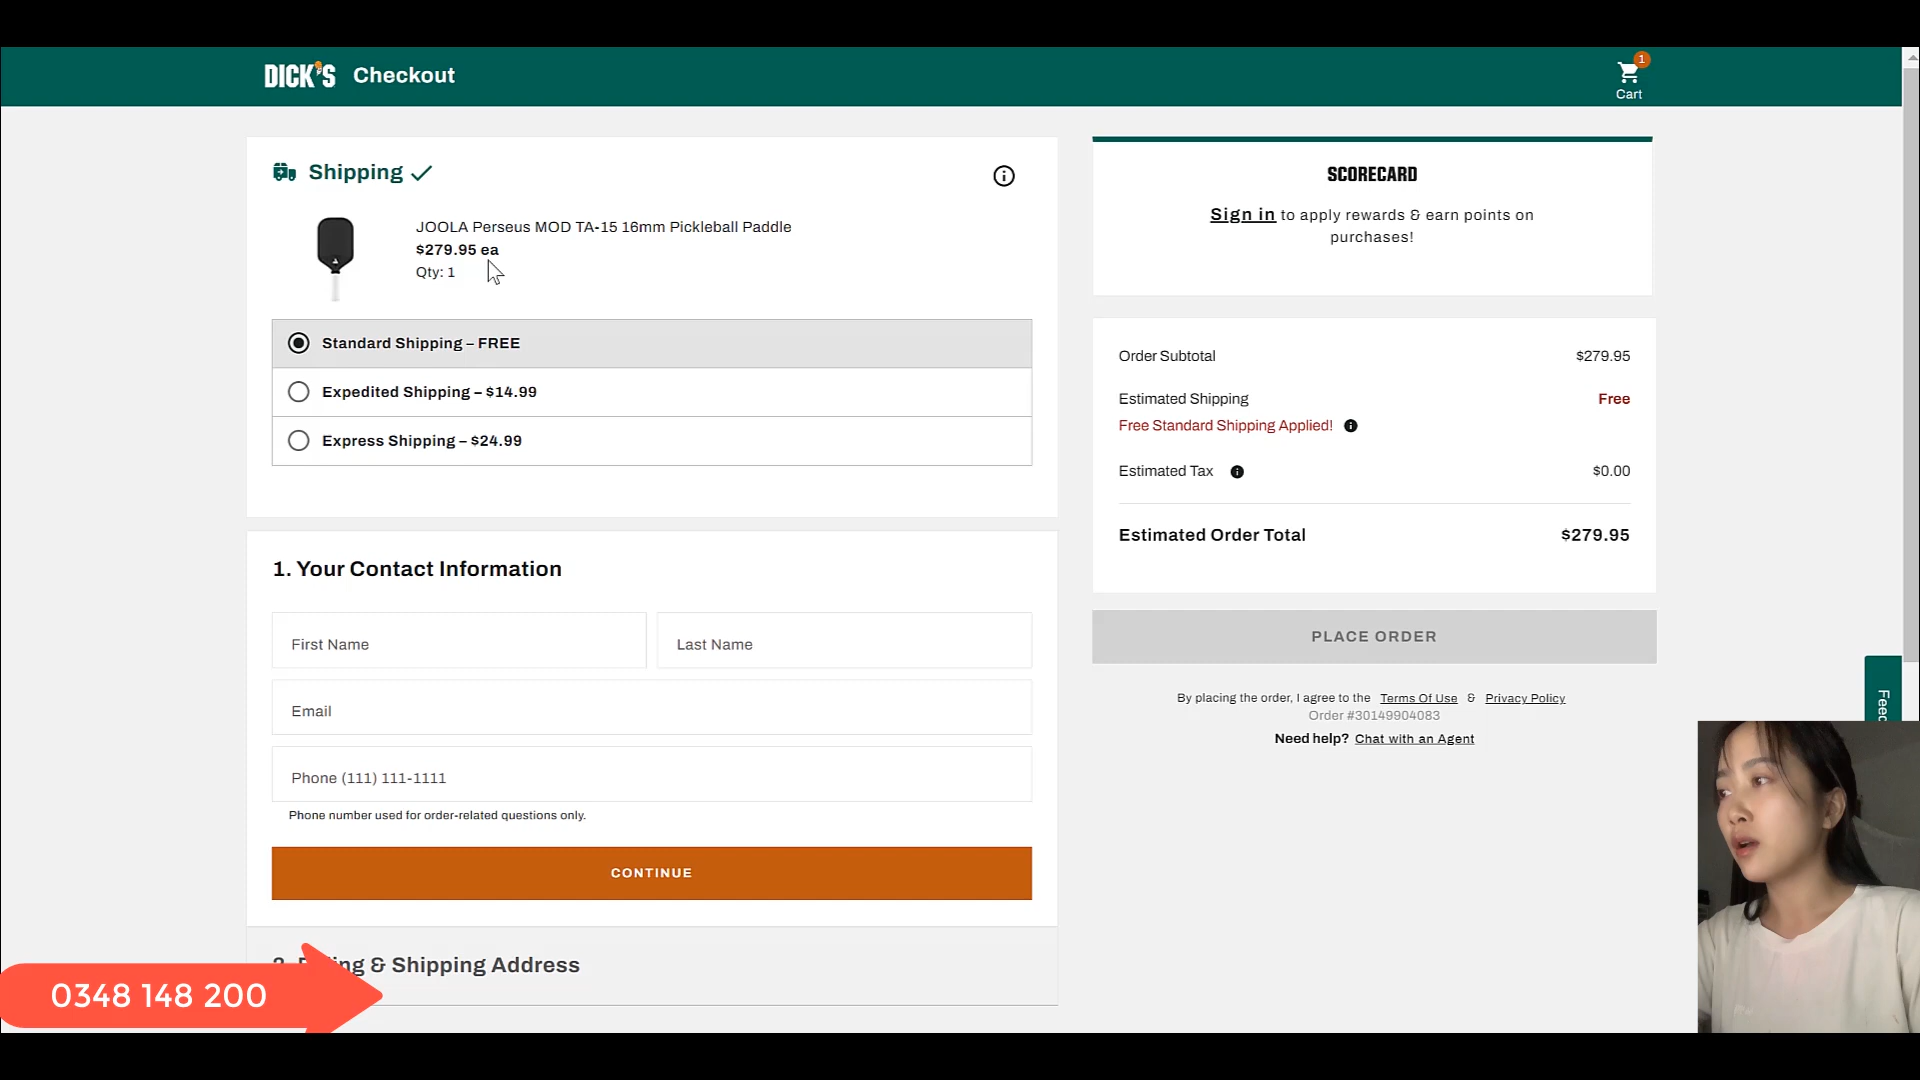 DICK'S Checkout
1
Cart
Shipping
JOOLA Perseus MOD TA-15 16mm Pickleball Paddle
$279.95 ea
Qty: 1
Standard Shipping – FREE
Expedited Shipping – $14.99
Express Shipping – $24.99
1. Your Contact Information
First Name
Last Name
Email
Phone (111) 111-1111
Phone number used for order-related questions only.
CONTINUE
& Shipping Address
0348 148 200
SCORECARD
Sign in to apply rewards & earn points on
purchases!
Order Subtotal $279.95
Estimated Shipping Free
Free Standard Shipping Applied!
Estimated Tax $0.00
Estimated Order Total $279.95
PLACE ORDER
By placing the order, I agree to the Terms Of Use & Privacy Policy
Order #30149904083
Need help? Chat with an Agent